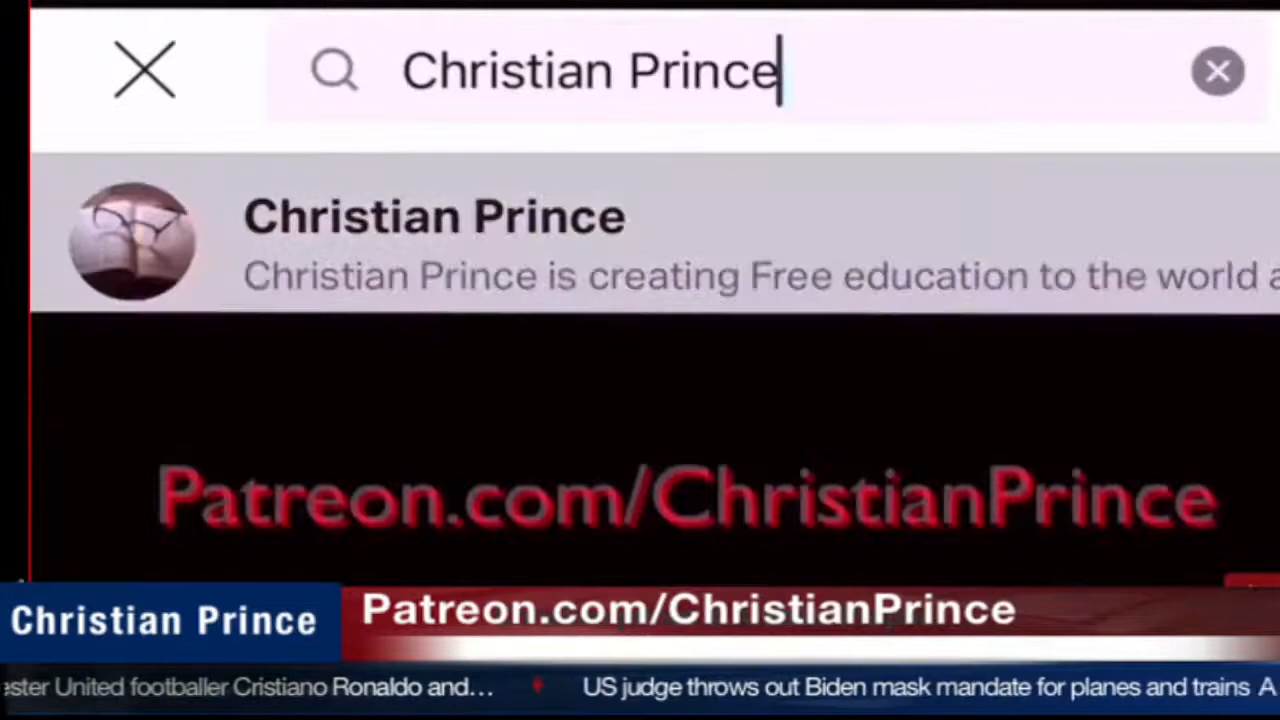 Christian Prince
Christian Prince
Christian Prince is creating Free education to the world
Patreon.com/ChristianPrince
Christian Prince
Patreon.com/ChristianPrince
ester United footballer Cristiano Ronaldo and...
US judge throws out Biden mask mandate for planes and trains A